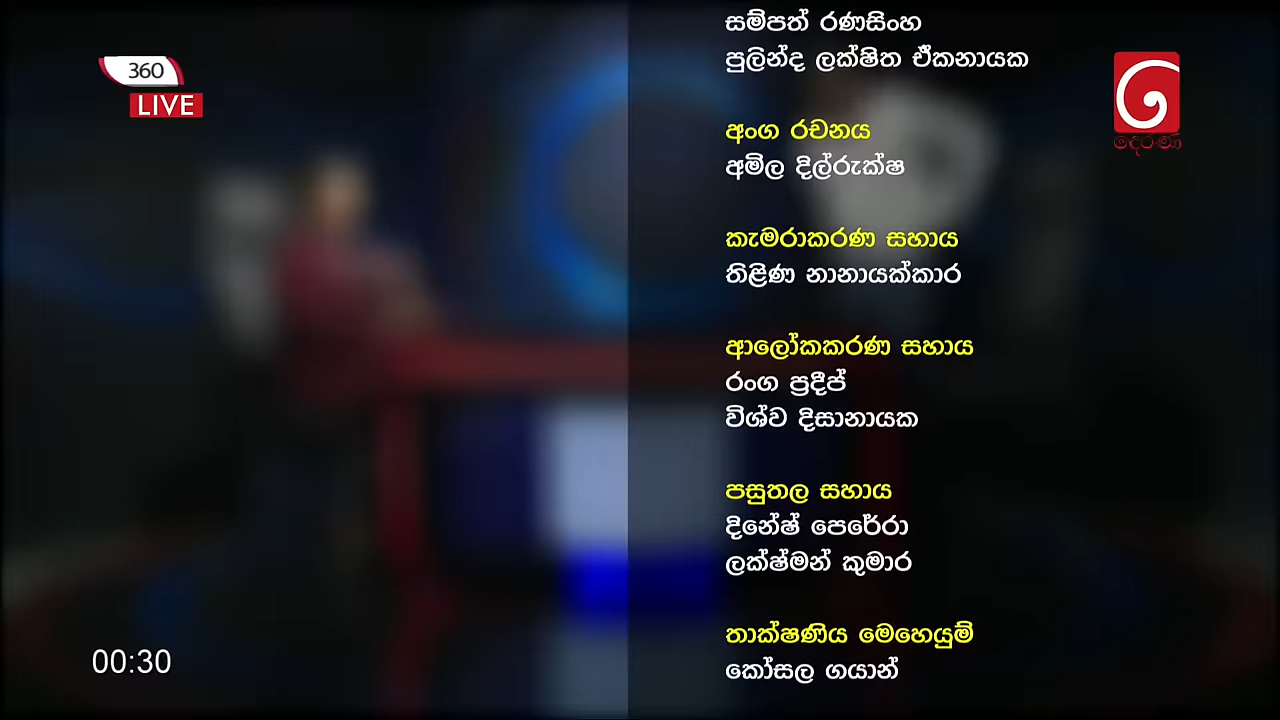 360
LIVE
දෙරණ
සම්පත් රණසිංහ
පුලින්ද ලක්ෂිත ඒකනායක
අංග රචනය
අමිල දිල්රුක්ෂ
කැමරාකරණ සහාය
තිළිණ නානායක්කාර
ආලෝකකරණ සහාය
රංග ප්‍රදීප්
විශ්ව දිසානායක
පසුතල සහාය
දිනේෂ් පෙරේරා
ලක්ෂ්මන් කුමාර
තාක්ෂණිය මෙහෙයුම්
කෝසල ගයාන්
00:30